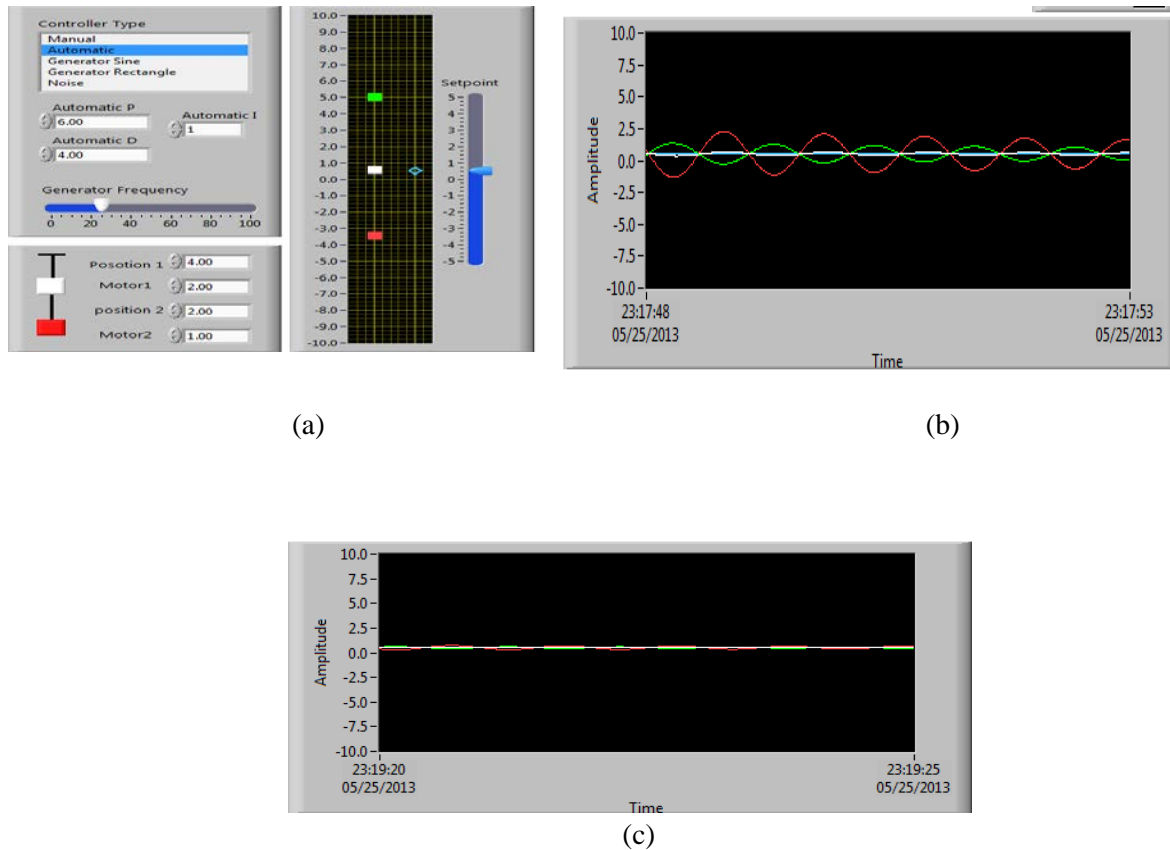 Controller Type
Manual
Automatic
Generator Sine
Generator Rectangle
Noise
Automatic P
6.00
Automatic I
1
Automatic D
4.00
Generator Frequency
0 20 40 60 80 100
Posotion 1 4.00
Motor1 2.00
position 2 2.00
Motor2 1.00
10.0
9.0
8.0
7.0
6.0
5.0
4.0
3.0
2.0
1.0
0.0
-1.0
-2.0
-3.0
-4.0
-5.0
-6.0
-7.0
-8.0
-9.0
-10.0
Setpoint
5
4
3
2
1
0
-1
-2
-3
-4
-5
Amplitude
10.0
7.5
5.0
2.5
0.0
-2.5
-5.0
-7.5
-10.0
23:17:48 23:17:53
05/25/2013 05/25/2013
Time
(a) (b)
Amplitude
10.0
7.5
5.0
2.5
0.0
-2.5
-5.0
-7.5
-10.0
23:19:20 23:19:25
05/25/2013 05/25/2013
Time
(c)